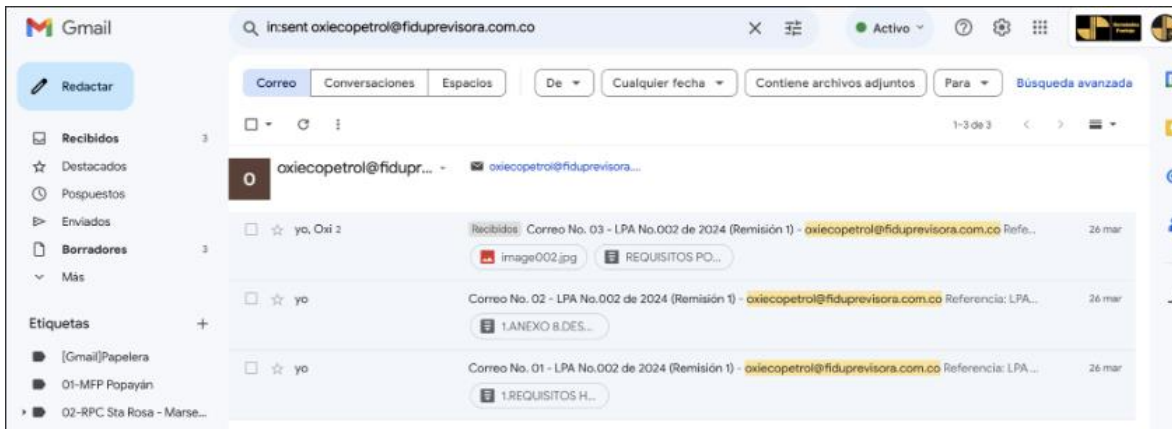 Gmail
in:sent oxiecopetrol@fiduprevisora.com.co
Activo
Redactar
Correo Conversaciones Espacios De Cualquier fecha Contiene archivos adjuntos Para Búsqueda avanzada
1-3 de 3
Recibidos 3
Destacados
Pospuestos
Enviados
Borradores 3
Más
Etiquetas +
[Gmail]Papelera
01-MFP Popayán
02-RPC Sta Rosa - Marse...
O oxiecopetrol@fidupr... oxiecopetrol@fiduprevisora....
yo, Oxi 2 Recibidos Correo No. 03 - LPA No.002 de 2024 (Remisión 1) - oxiecopetrol@fiduprevisora.com.co Refe... 26 mar
image002.jpg REQUISITOS PO...
yo Correo No. 02 - LPA No.002 de 2024 (Remisión 1) - oxiecopetrol@fiduprevisora.com.co Referencia: LPA... 26 mar
1.ANEXO 8.DES...
yo Correo No. 01 - LPA No.002 de 2024 (Remisión 1) - oxiecopetrol@fiduprevisora.com.co Referencia: LPA ... 26 mar
1.REQUISITOS H...